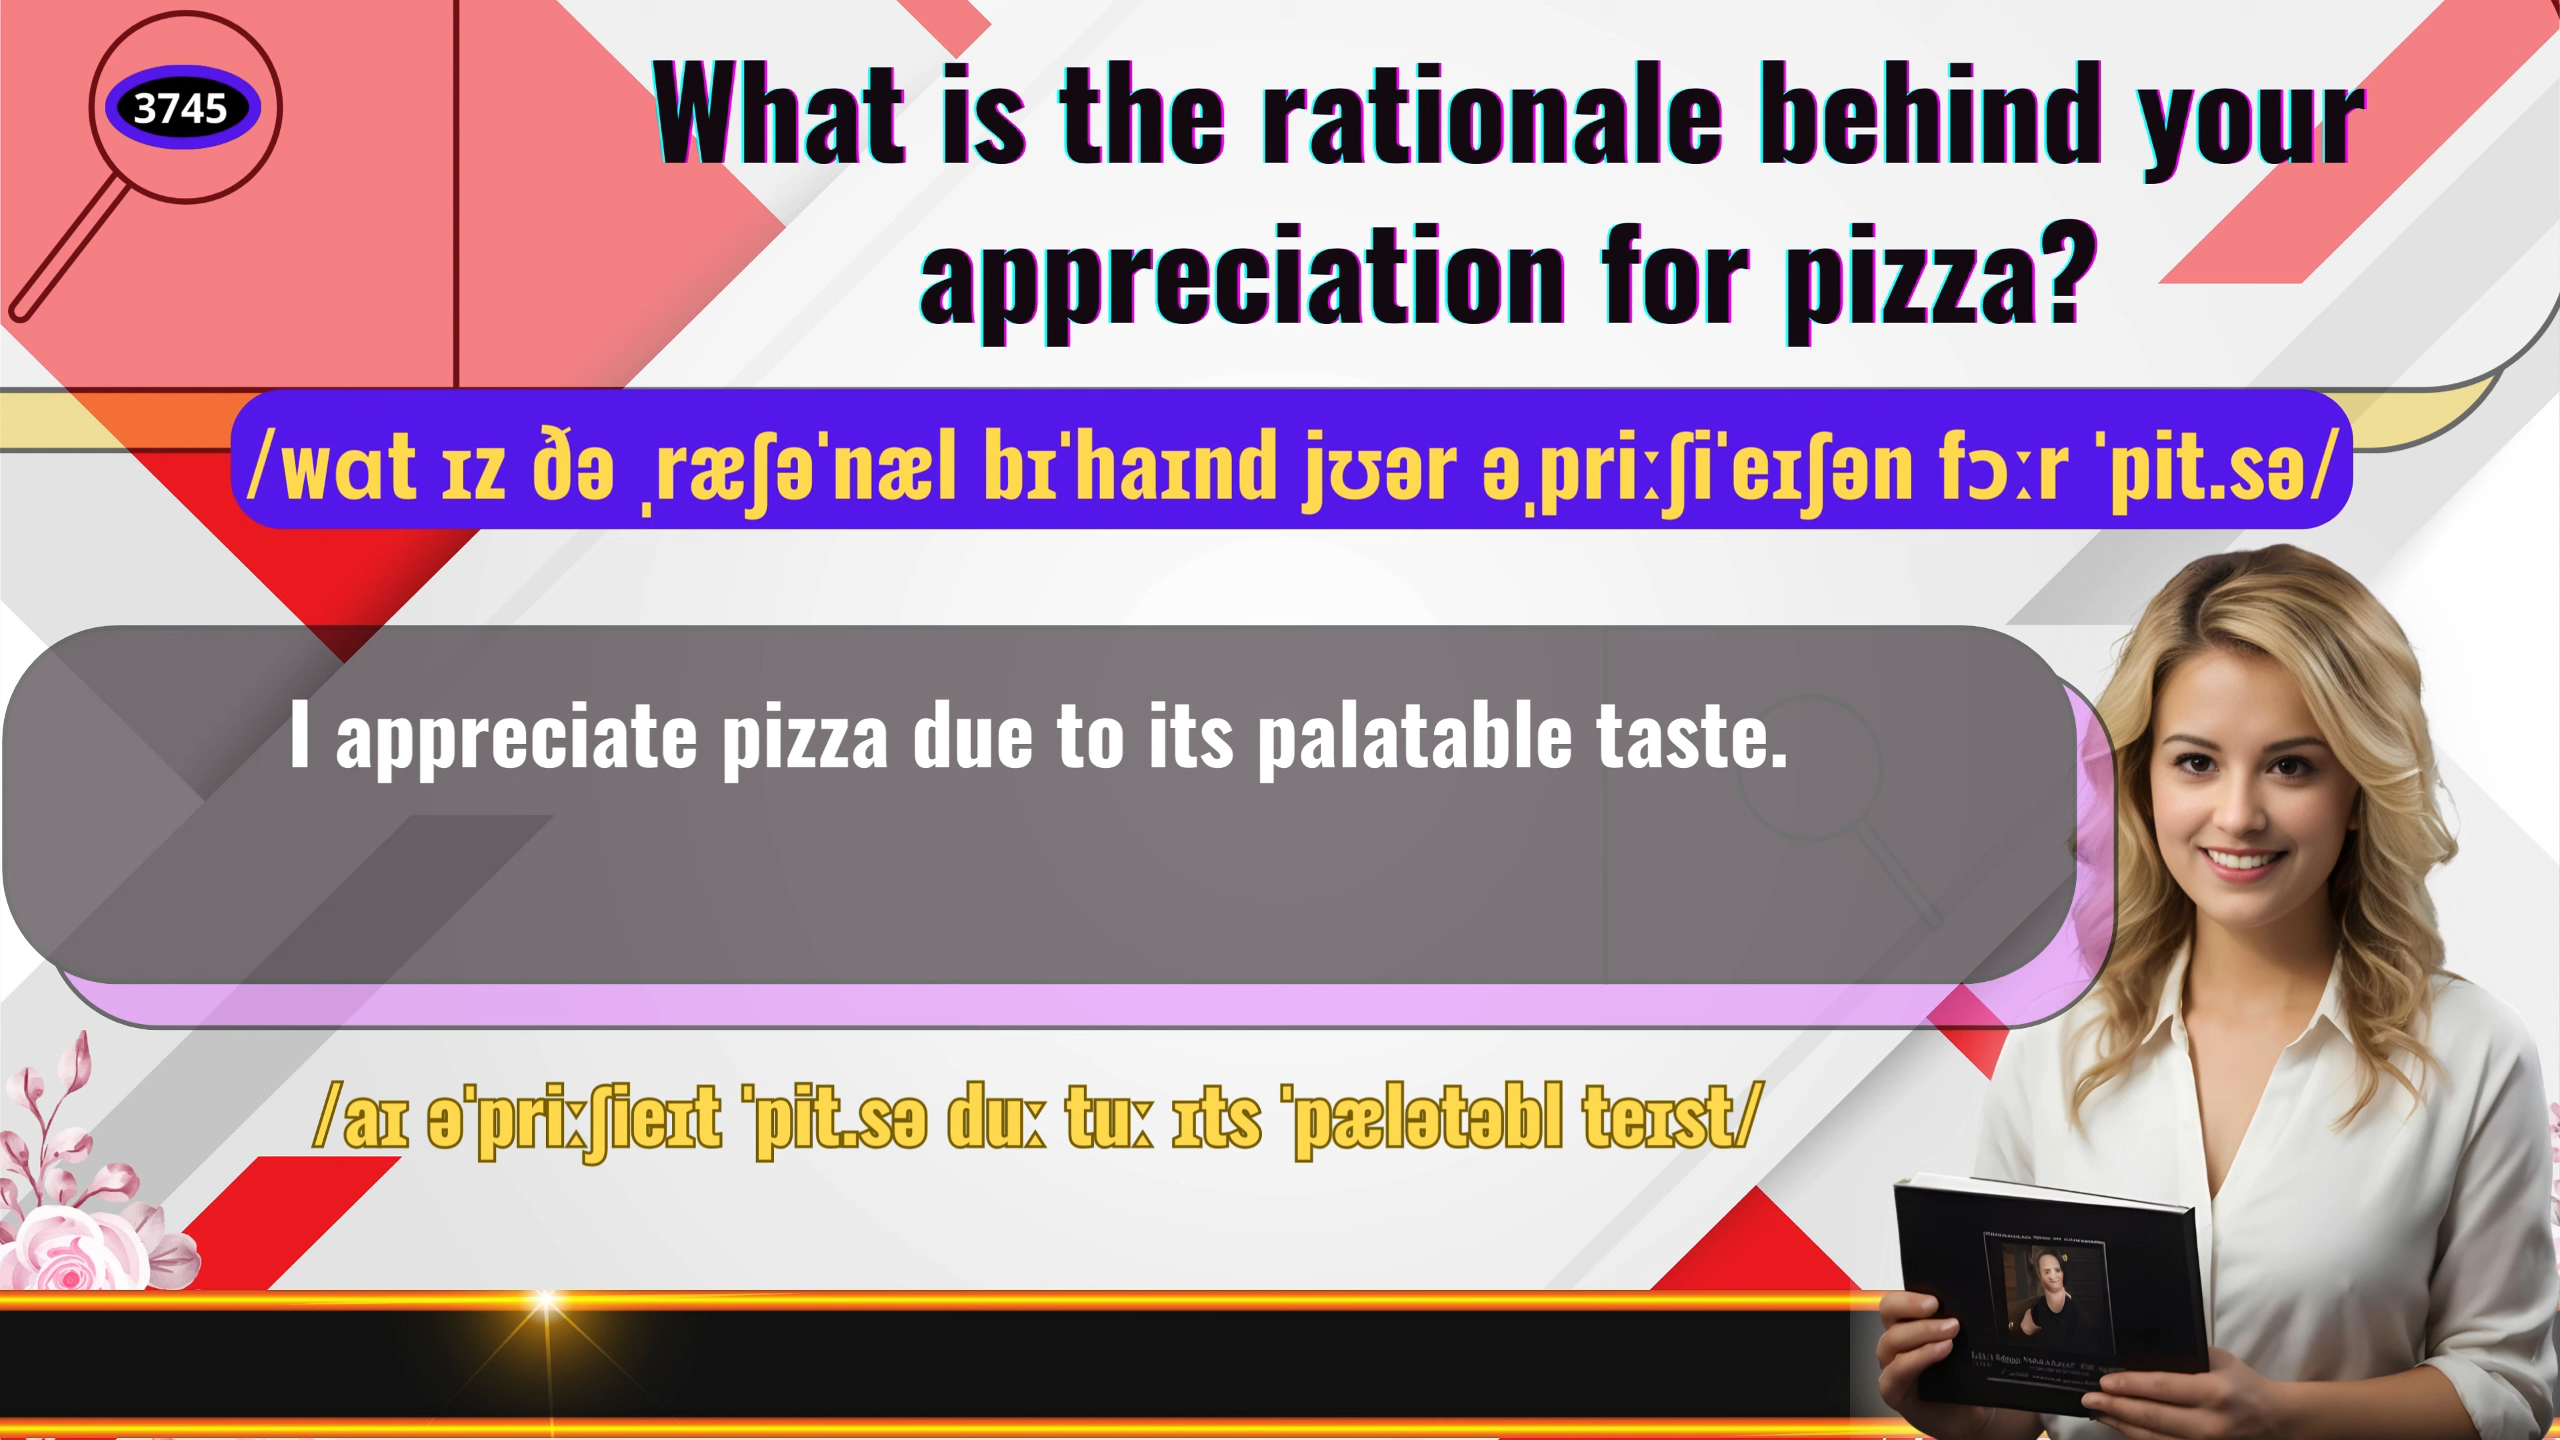 3745
What is the rationale behind your
appreciation for pizza?
/wɑt ɪz ðə ˌræʃəˈnæl bɪˈhaɪnd jʊər əˌpriːʃiˈeɪʃən fɔːr ˈpit.sə/
I appreciate pizza due to its palatable taste.
/aɪ əˈpriːʃieɪt ˈpit.sə duː tuː ɪts ˈpælətəbl teɪst/